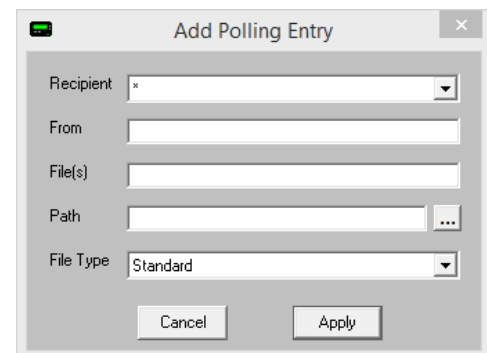 Add Polling Entry
Recipient *
From
File(s)
Path ...
File Type Standard
Cancel Apply